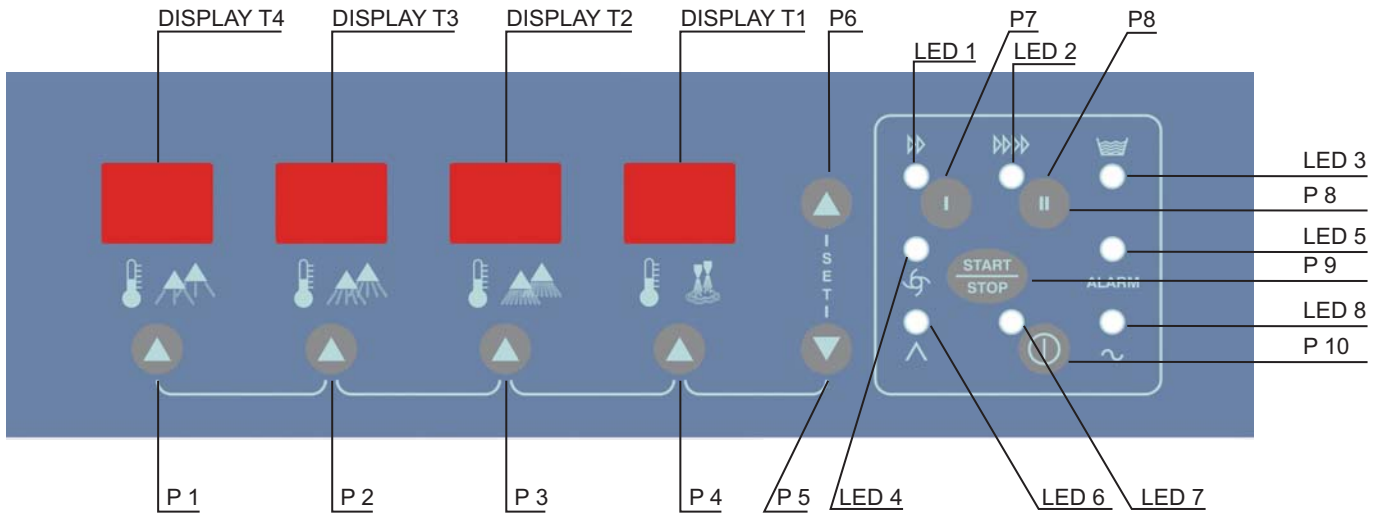 DISPLAY T4 DISPLAY T3 DISPLAY T2 DISPLAY T1 P6 P7 P8
LED 1 LED 2
LED 3
P 8
I II
LED 5
START
STOP
P 9
ALARM
SET
LED 8
P 10
P 1 P 2 P 3 P 4 P 5 LED 4 LED 6 LED 7